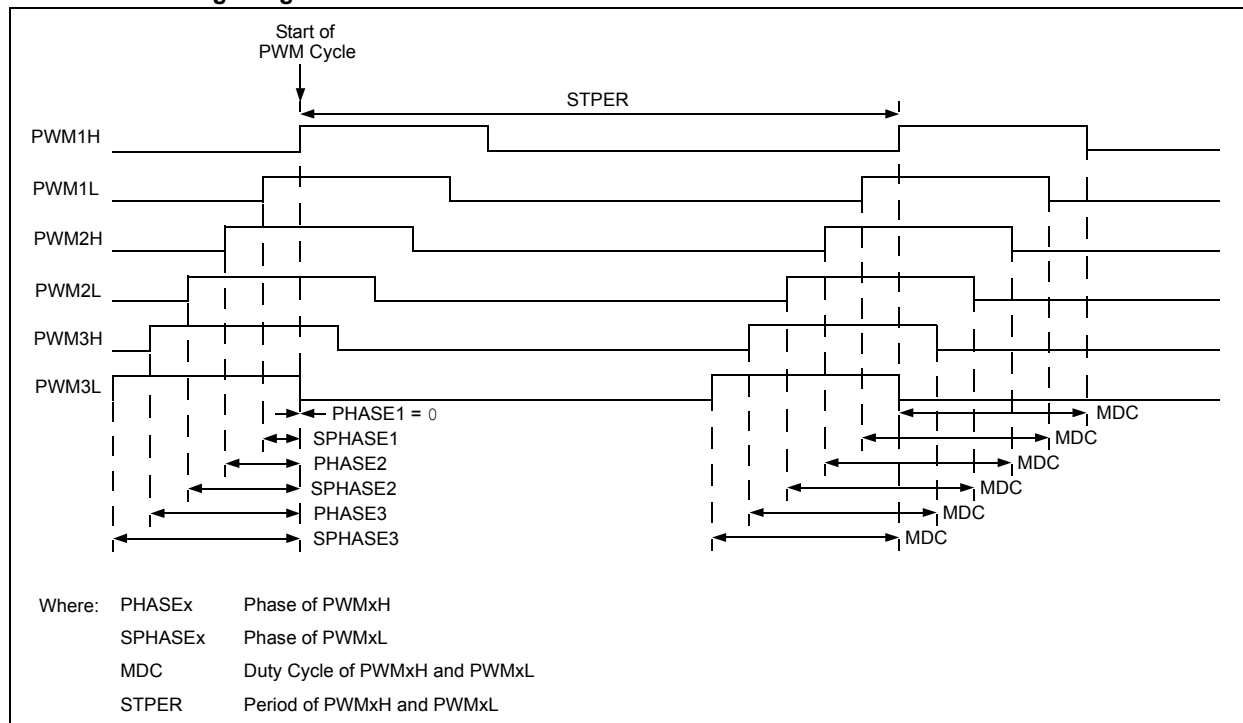 Start of
PWM Cycle
STPER
PWM1H
PWM1L
PWM2H
PWM2L
PWM3H
PWM3L
PHASE1 = 0
MDC
SPHASE1
MDC
PHASE2
MDC
SPHASE2
MDC
PHASE3
MDC
SPHASE3
MDC
Where: PHASEx Phase of PWMxH
SPHASEx Phase of PWMxL
MDC Duty Cycle of PWMxH and PWMxL
STPER Period of PWMxH and PWMxL